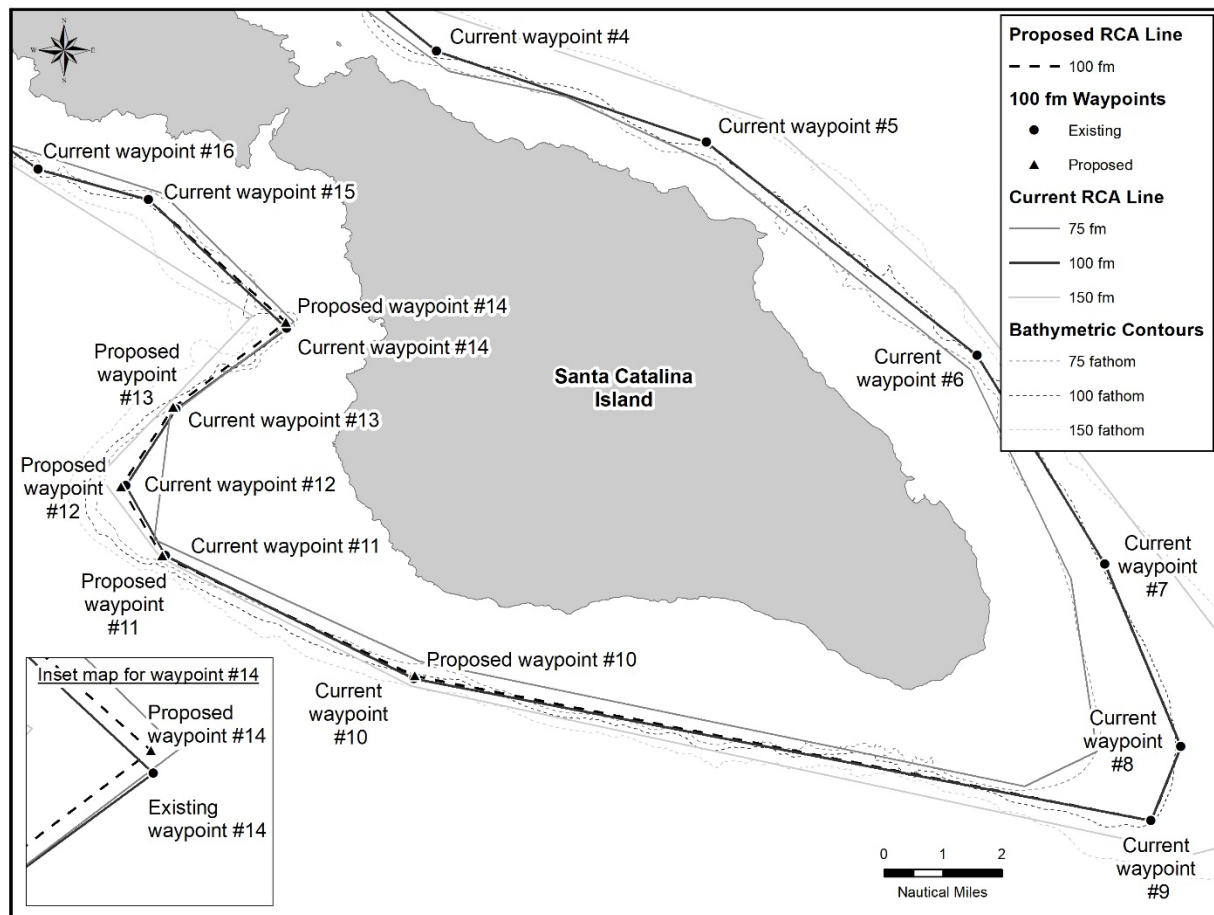 N
W
E
S
Current waypoint #4
Current waypoint #5
Current waypoint #16
Current waypoint #15
Proposed waypoint #14
Current waypoint #14
Proposed
waypoint
#13
Current waypoint #13
Current
waypoint #6
Santa Catalina
Island
Proposed
waypoint
#12
Current waypoint #12
Current waypoint #11
Proposed
waypoint
#11
Current
waypoint
#7
Proposed waypoint #10
Current
waypoint
#10
Current
waypoint
#8
Current
waypoint
#9
Inset map for waypoint #14
Proposed
waypoint #14
Existing
waypoint #14
0 1 2
Nautical Miles
Proposed RCA Line
100 fm
100 fm Waypoints
Existing
Proposed
Current RCA Line
75 fm
100 fm
150 fm
Bathymetric Contours
75 fathom
100 fathom
150 fathom